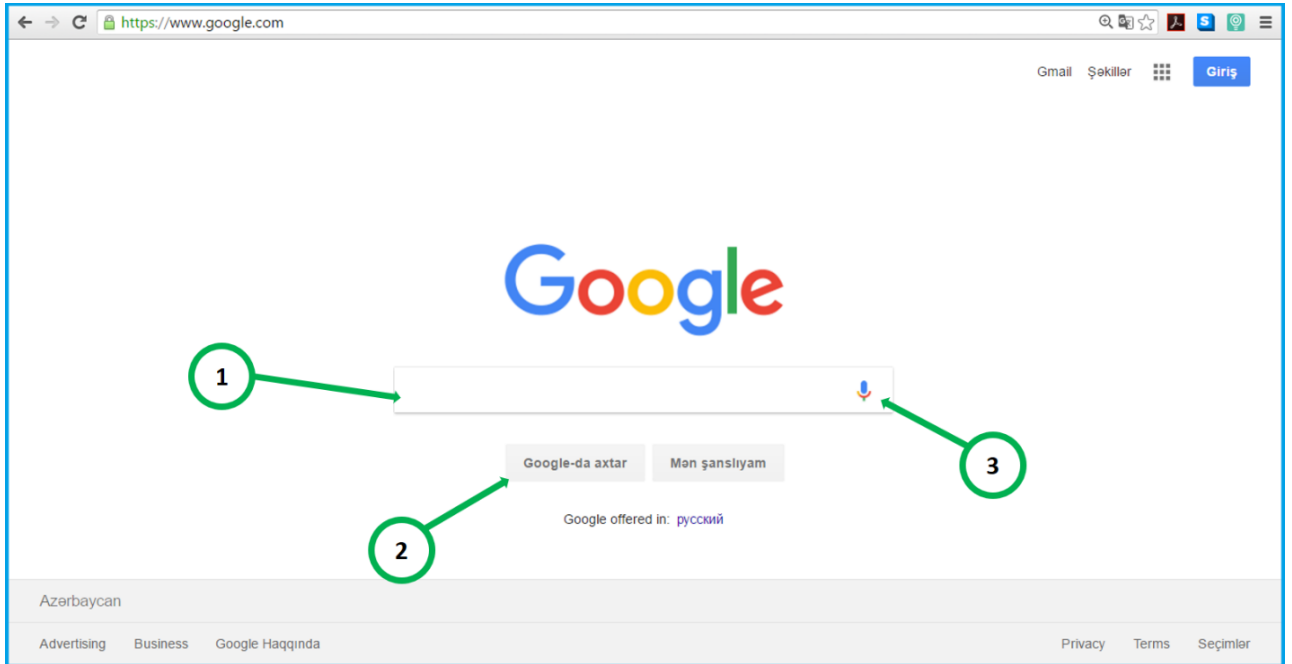 https://www.google.com
Gmail Şəkillər Giriş
Google
1
Google-da axtar Mən şanslıyam
3
Google offered in: русский
2
Azərbaycan
Advertising Business Google Haqqında Privacy Terms Seçimlər